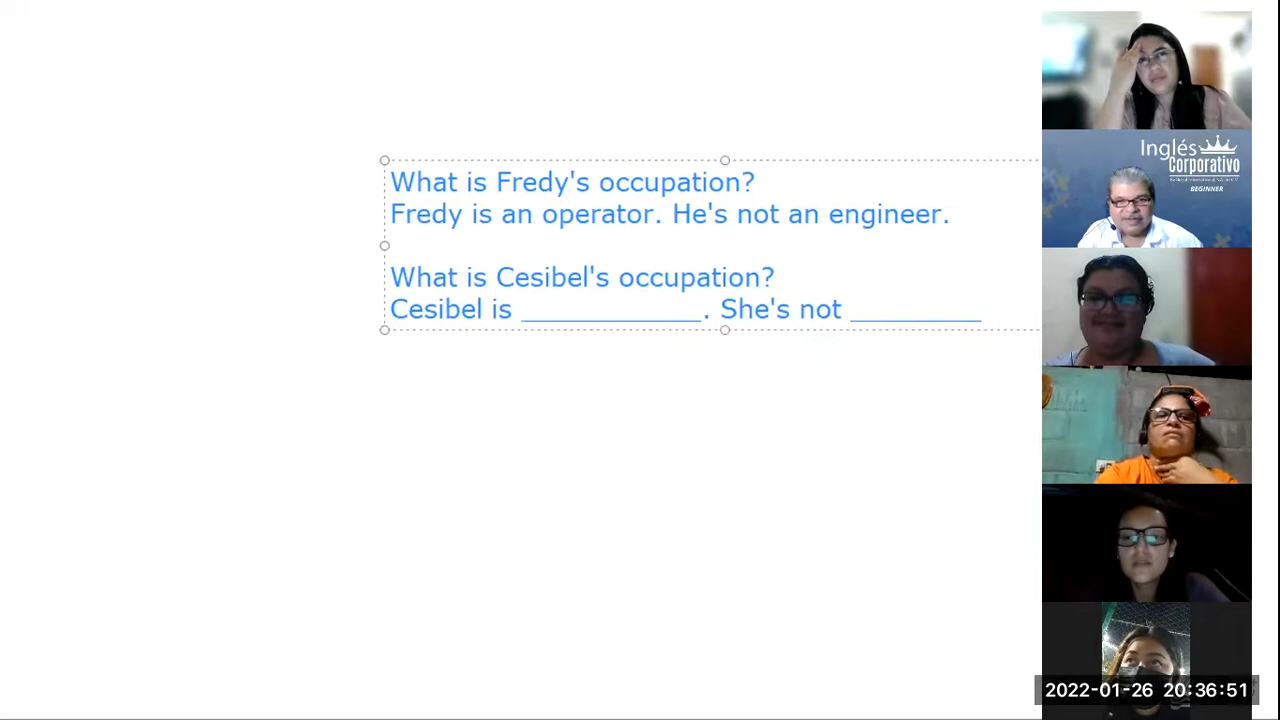 What is Fredy's occupation?
Fredy is an operator. He's not an engineer.
What is Cesibel's occupation?
Cesibel is _____________. She's not _________
Inglés
Corporativo
BEGINNER
2022-01-26 20:36:51